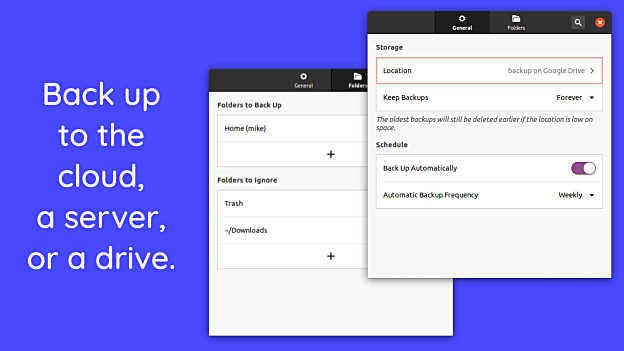 Back up
to the
cloud,
a server,
or a drive.
General
Folders
Folders to Back Up
Home (mike)
+
Folders to Ignore
Trash
~/Downloads
+
General
Folders
Storage
Location
backup on Google Drive
Keep Backups
Forever
The oldest backups will still be deleted earlier if the location is low on
space.
Schedule
Back Up Automatically
Automatic Backup Frequency
Weekly